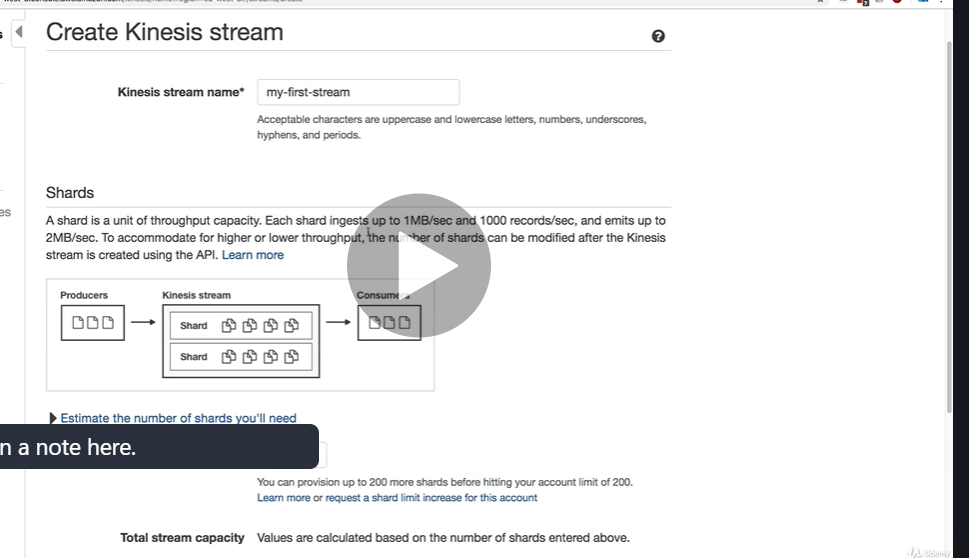 Create Kinesis stream
Kinesis stream name*
my-first-stream
Acceptable characters are uppercase and lowercase letters, numbers, underscores,
hyphens, and periods.
es
Shards
A shard is a unit of throughput capacity. Each shard ingests up to 1MB/sec and 1000 records/sec, and emits up to
2MB/sec. To accommodate for higher or lower throughput, the number of shards can be modified after the Kinesis
stream is created using the API. Learn more
Producers
Kinesis stream
Consumers
Shard
Shard
Estimate the number of shards you'll need
n a note here.
You can provision up to 200 more shards before hitting your account limit of 200.
Learn more or request a shard limit increase for this account
Total stream capacity
Values are calculated based on the number of shards entered above.
Udemy